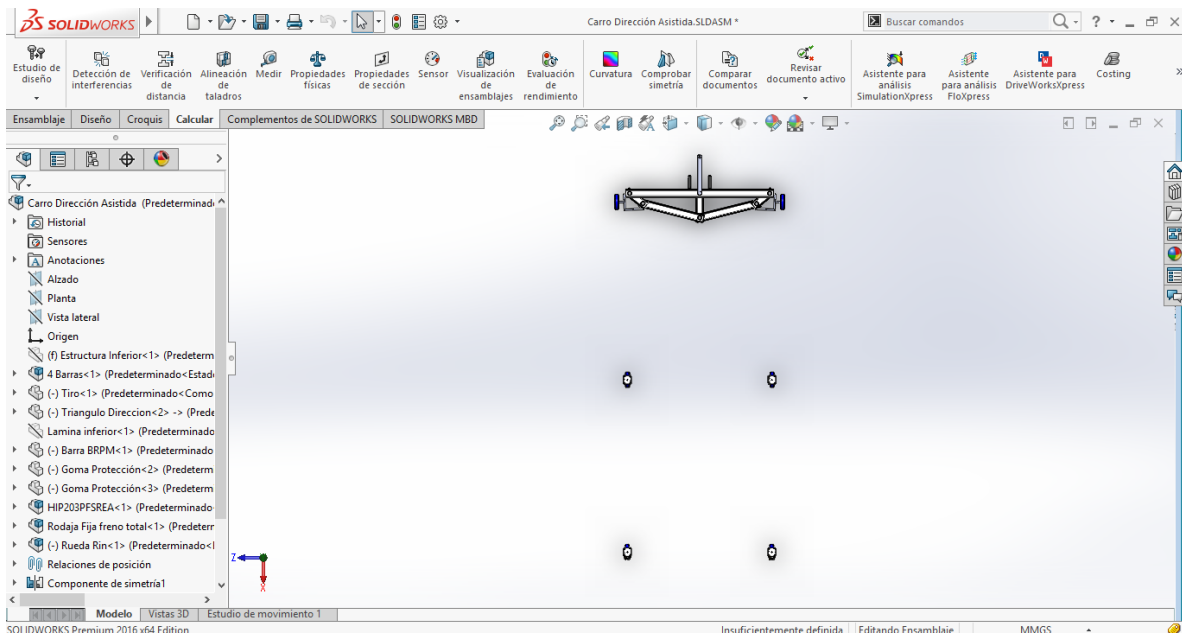 SOLIDWORKS
Carro Dirección Asistida.SLDASM *
Buscar comandos
Estudio de diseño
Detección de interferencias
Verificación de distancia
Alineación de taladros
Medir
Propiedades físicas
Propiedades de sección
Sensor
Visualización de ensamblajes
Evaluación de rendimiento
Curvatura
Comprobar simetría
Comparar documentos
Revisar documento activo
Asistente para análisis SimulationXpress
Asistente para análisis FloXpress
Asistente para DriveWorksXpress
Costing
Ensamblaje Diseño Croquis Calcular Complementos de SOLIDWORKS SOLIDWORKS MBD
Carro Dirección Asistida (Predeterminad
Historial
Sensores
Anotaciones
Alzado
Planta
Vista lateral
Origen
(f) Estructura Inferior<1> (Predeterm
4 Barras<1> (Predeterminado<Estad
(-) Tiro<1> (Predeterminado<Como
(-) Triangulo Direccion<2> -> (Prede
Lamina inferior<1> (Predeterminado
(-) Barra BRPM<1> (Predeterminado
(-) Goma Protección<2> (Predeterm
(-) Goma Protección<3> (Predeterm
HIP203PFSREA<1> (Predeterminado
Rodaja Fija freno total<1> (Predeterr
(-) Rueda Rin<1> (Predeterminado<
Relaciones de posición
Componente de simetría1
Z
X
Modelo Vistas 3D Estudio de movimiento 1
SOLIDWORKS Premium 2016 x64 Edition
Insuficientemente definida Editando Ensamblaje MMGS